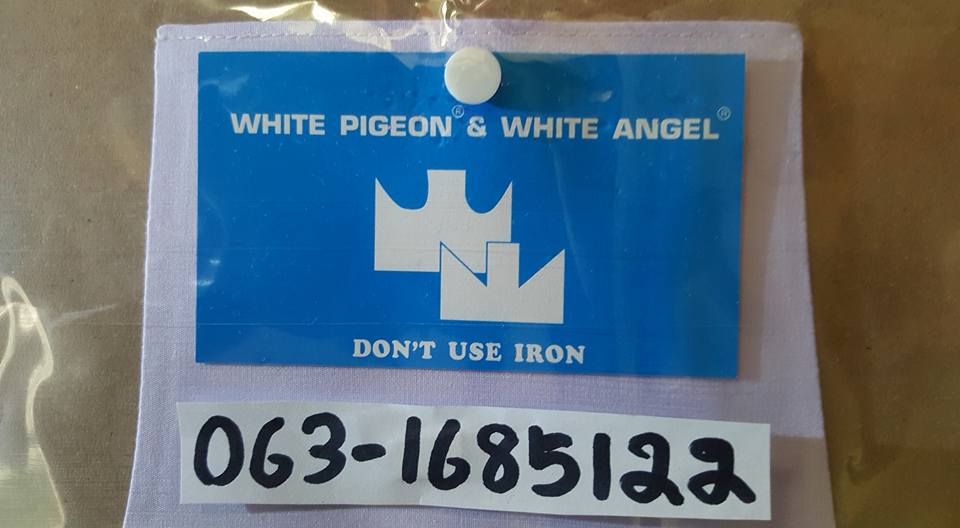 WHITE PIGEON® & WHITE ANGEL®
DON'T USE IRON
063-1685122